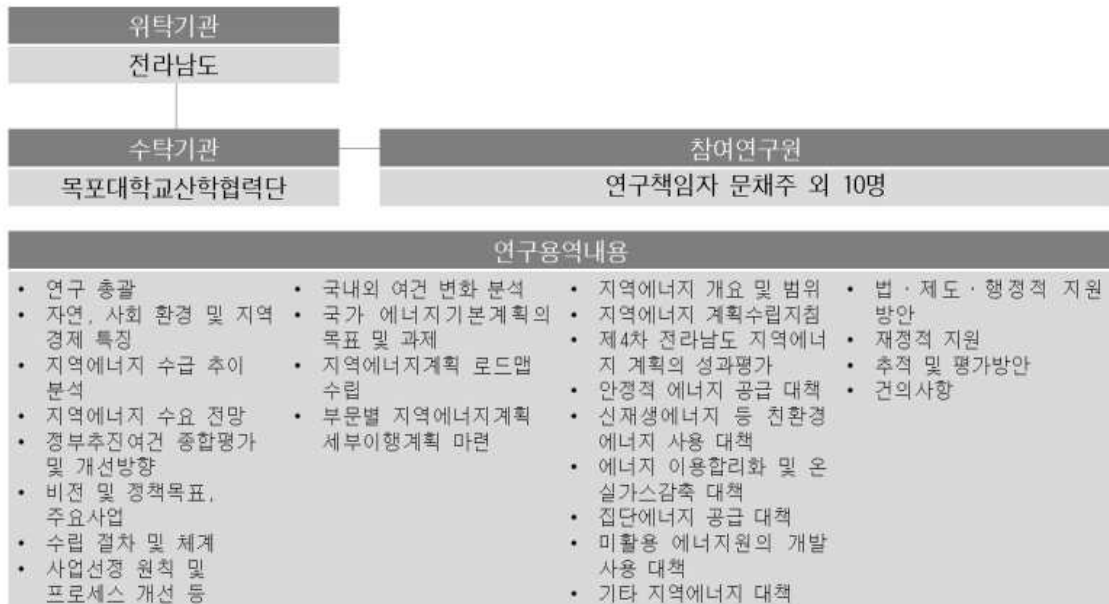 위탁기관
전라남도
수탁기관
목포대학교산학협력단
참여연구원
연구책임자 문채주 외 10명
연구용역내용
• 연구 총괄
• 자연, 사회 환경 및 지역
경제 특징
• 지역에너지 수급 추이
분석
• 지역에너지 수요 전망
• 정부추진여건 종합평가
및 개선방향
• 비전 및 정책목표,
주요사업
• 수립 절차 및 체계
• 사업선정 원칙 및
프로세스 개선 등
• 국내외 여건 변화 분석
• 국가 에너지기본계획의
목표 및 과제
• 지역에너지계획 로드맵
수립
• 부문별 지역에너지계획
세부이행계획 마련
• 지역에너지 개요 및 범위
• 지역에너지 계획수립지침
• 제4차 전라남도 지역에너
지 계획의 성과평가
• 안정적 에너지 공급 대책
• 신재생에너지 등 친환경
에너지 사용 대책
• 에너지 이용합리화 및 온
실가스감축 대책
• 집단에너지 공급 대책
• 미활용 에너지원의 개발
사용 대책
• 기타 지역에너지 대책
• 법 · 제도 · 행정적 지원
방안
• 재정적 지원
• 추적 및 평가방안
• 건의사항